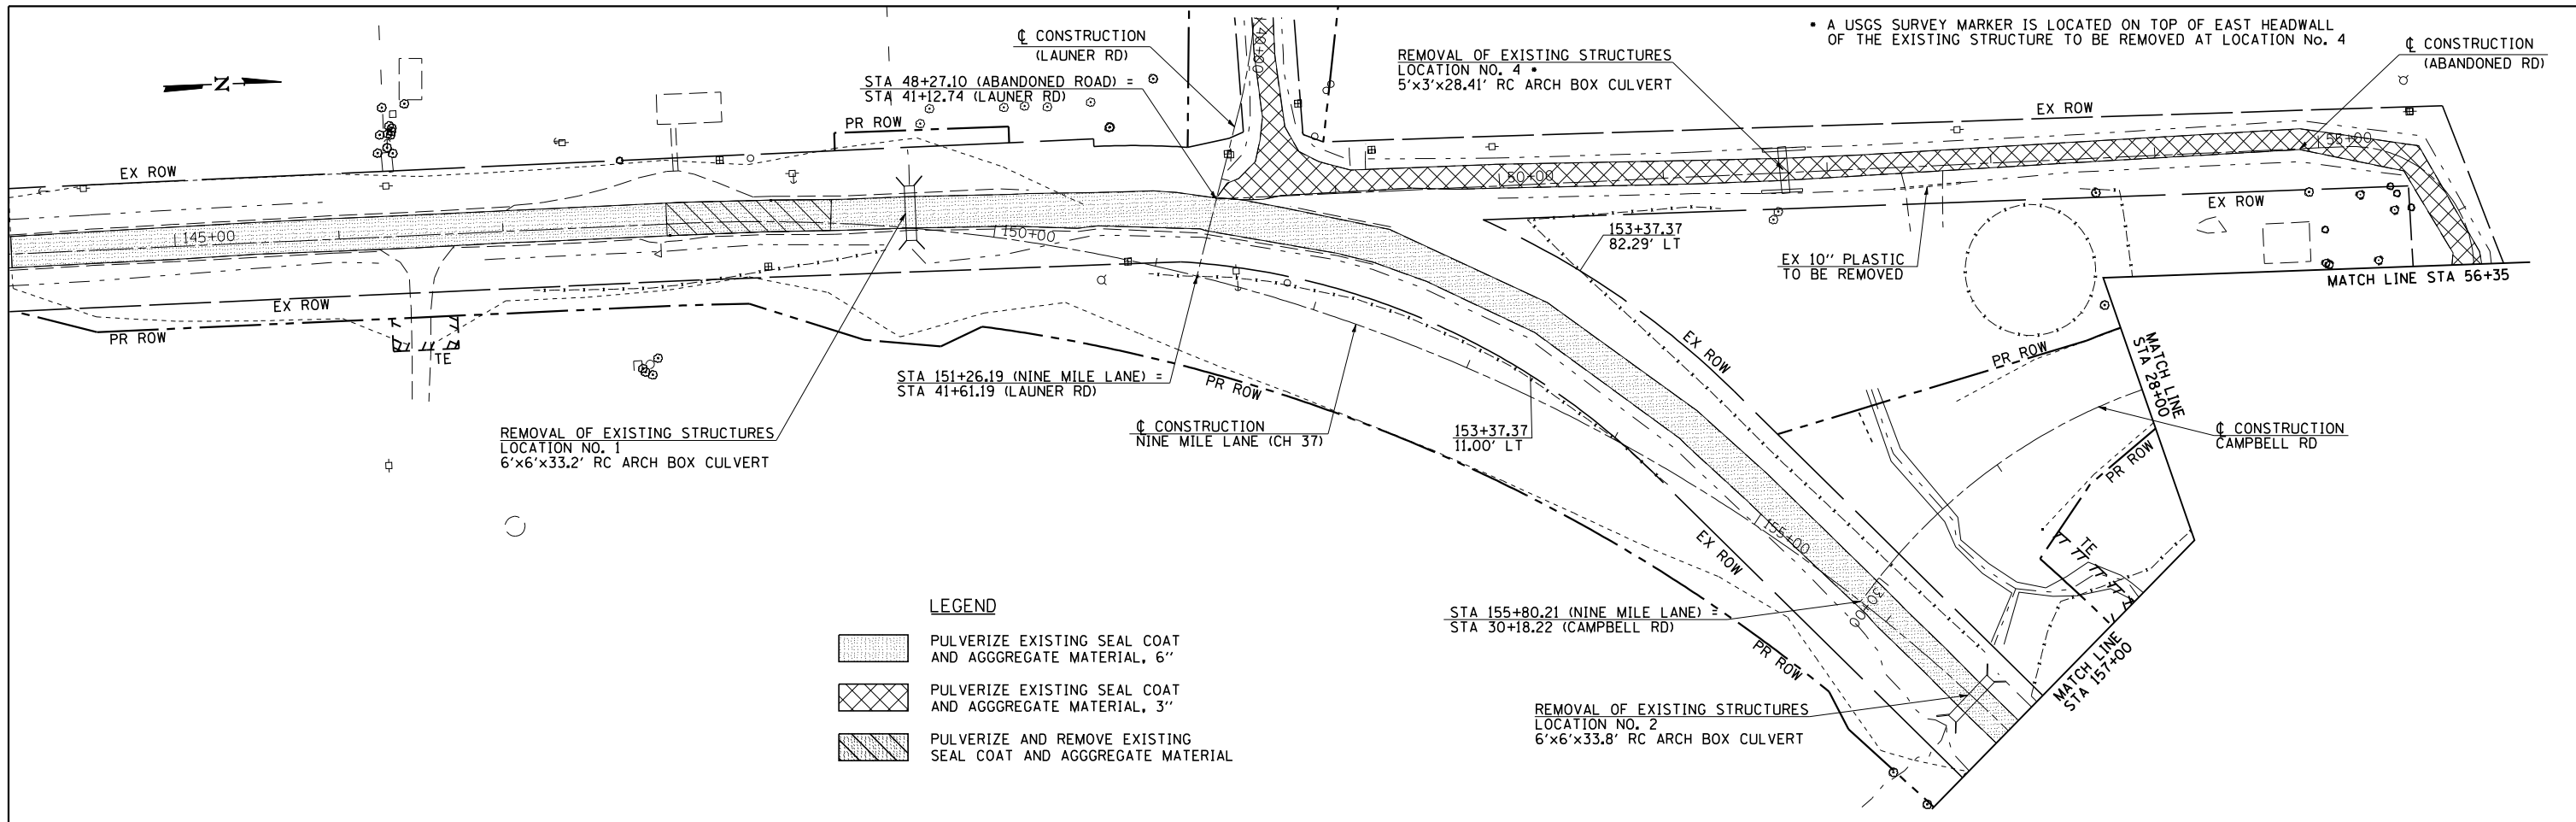 • A USGS SURVEY MARKER IS LOCATED ON TOP OF EAST HEADWALL
OF THE EXISTING STRUCTURE TO BE REMOVED AT LOCATION No. 4
℄ CONSTRUCTION
(LAUNER RD)
STA 48+27.10 (ABANDONED ROAD) =
STA 41+12.74 (LAUNER RD)
REMOVAL OF EXISTING STRUCTURES
LOCATION NO. 4 •
5'x3'x28.41' RC ARCH BOX CULVERT
℄ CONSTRUCTION
(ABANDONED RD)
N
PR ROW
EX ROW
EX ROW
145+00
150+00
50+00
55+00
EX ROW
EX ROW
PR ROW
TE
153+37.37
82.29' LT
EX 10'' PLASTIC
TO BE REMOVED
MATCH LINE STA 56+35
EX ROW
PR ROW
MATCH LINE
STA 28+00
STA 151+26.19 (NINE MILE LANE) =
STA 41+61.19 (LAUNER RD)
PR ROW
℄ CONSTRUCTION
NINE MILE LANE (CH 37)
153+37.37
11.00' LT
℄ CONSTRUCTION
CAMPBELL RD
PR ROW
REMOVAL OF EXISTING STRUCTURES
LOCATION NO. 1
6'x6'x33.2' RC ARCH BOX CULVERT
155+00
EX ROW
TE
30+00
STA 155+80.21 (NINE MILE LANE) =
STA 30+18.22 (CAMPBELL RD)
PR ROW
MATCH LINE
STA 157+00
REMOVAL OF EXISTING STRUCTURES
LOCATION NO. 2
6'x6'x33.8' RC ARCH BOX CULVERT
LEGEND
PULVERIZE EXISTING SEAL COAT
AND AGGGREGATE MATERIAL, 6''
PULVERIZE EXISTING SEAL COAT
AND AGGGREGATE MATERIAL, 3''
PULVERIZE AND REMOVE EXISTING
SEAL COAT AND AGGGREGATE MATERIAL